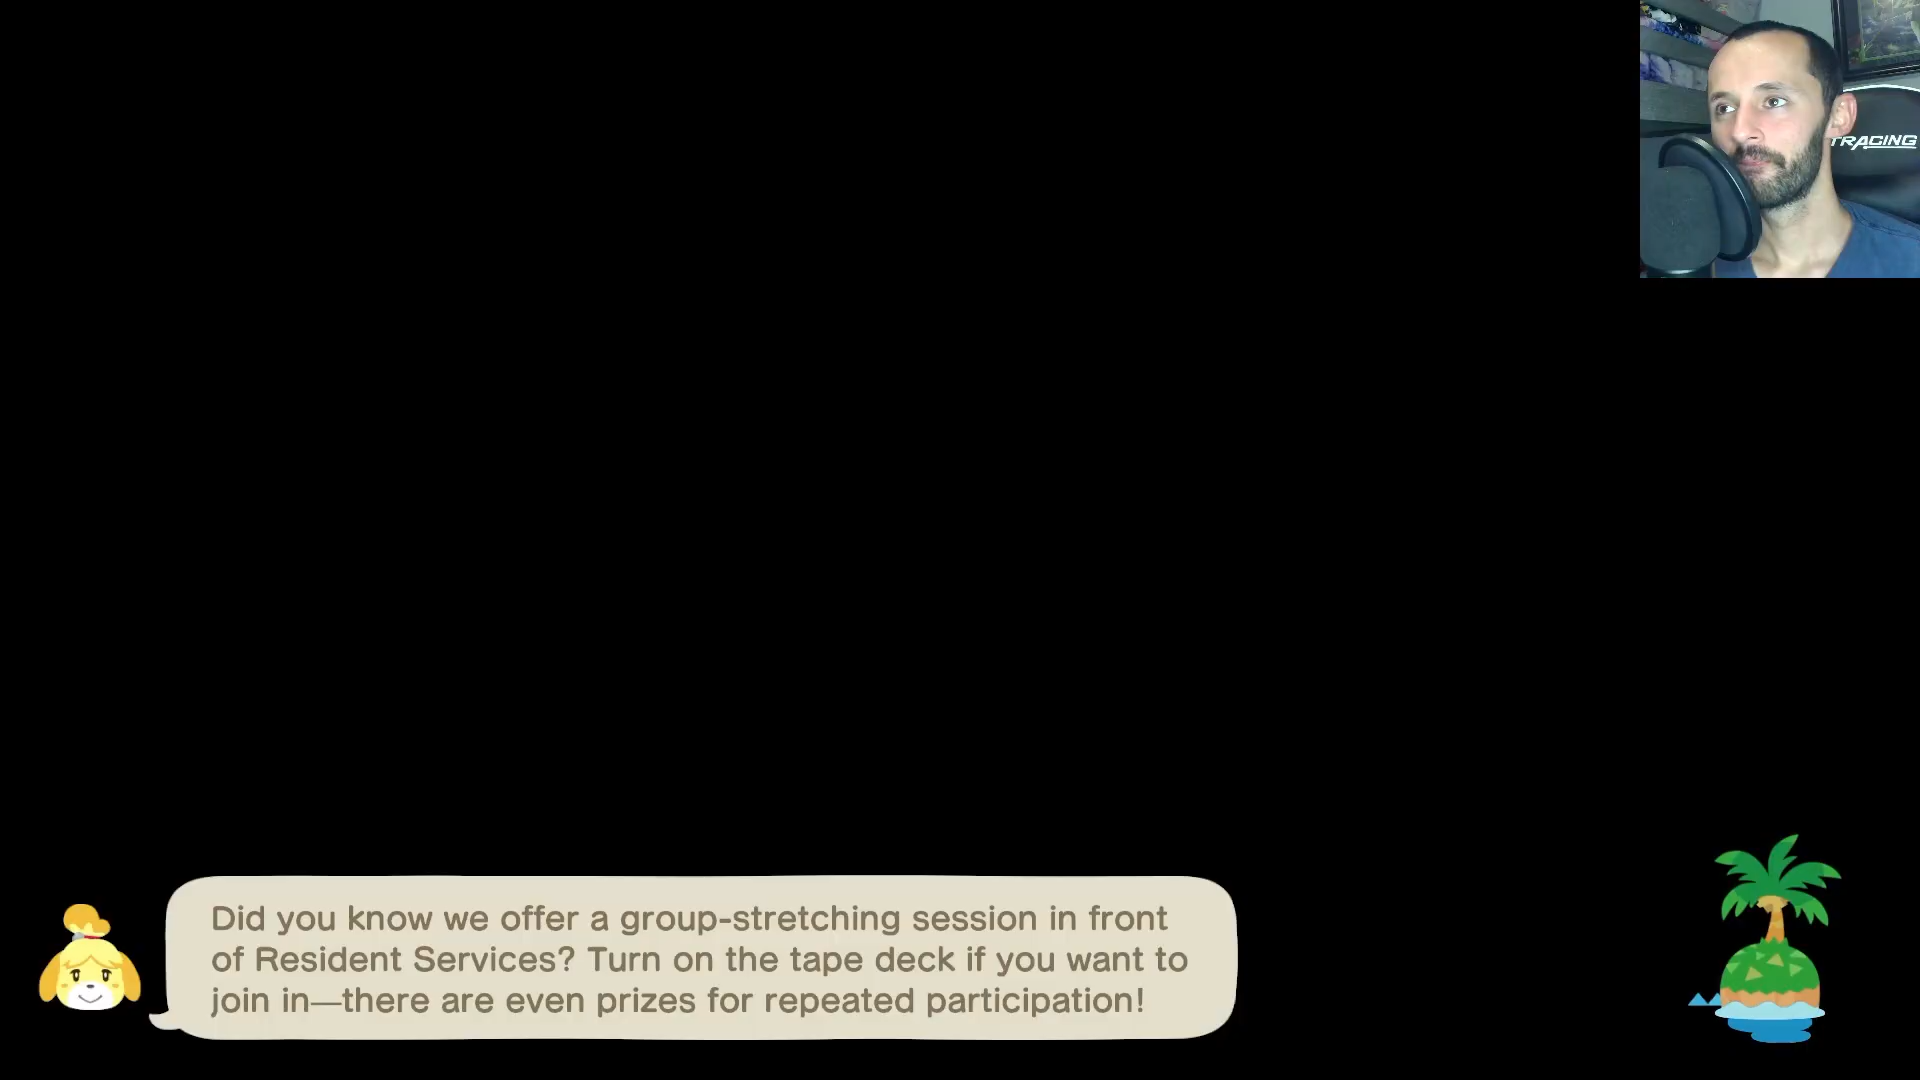 TRACING
Did you know we offer a group-stretching session in front
of Resident Services? Turn on the tape deck if you want to
join in—there are even prizes for repeated participation!